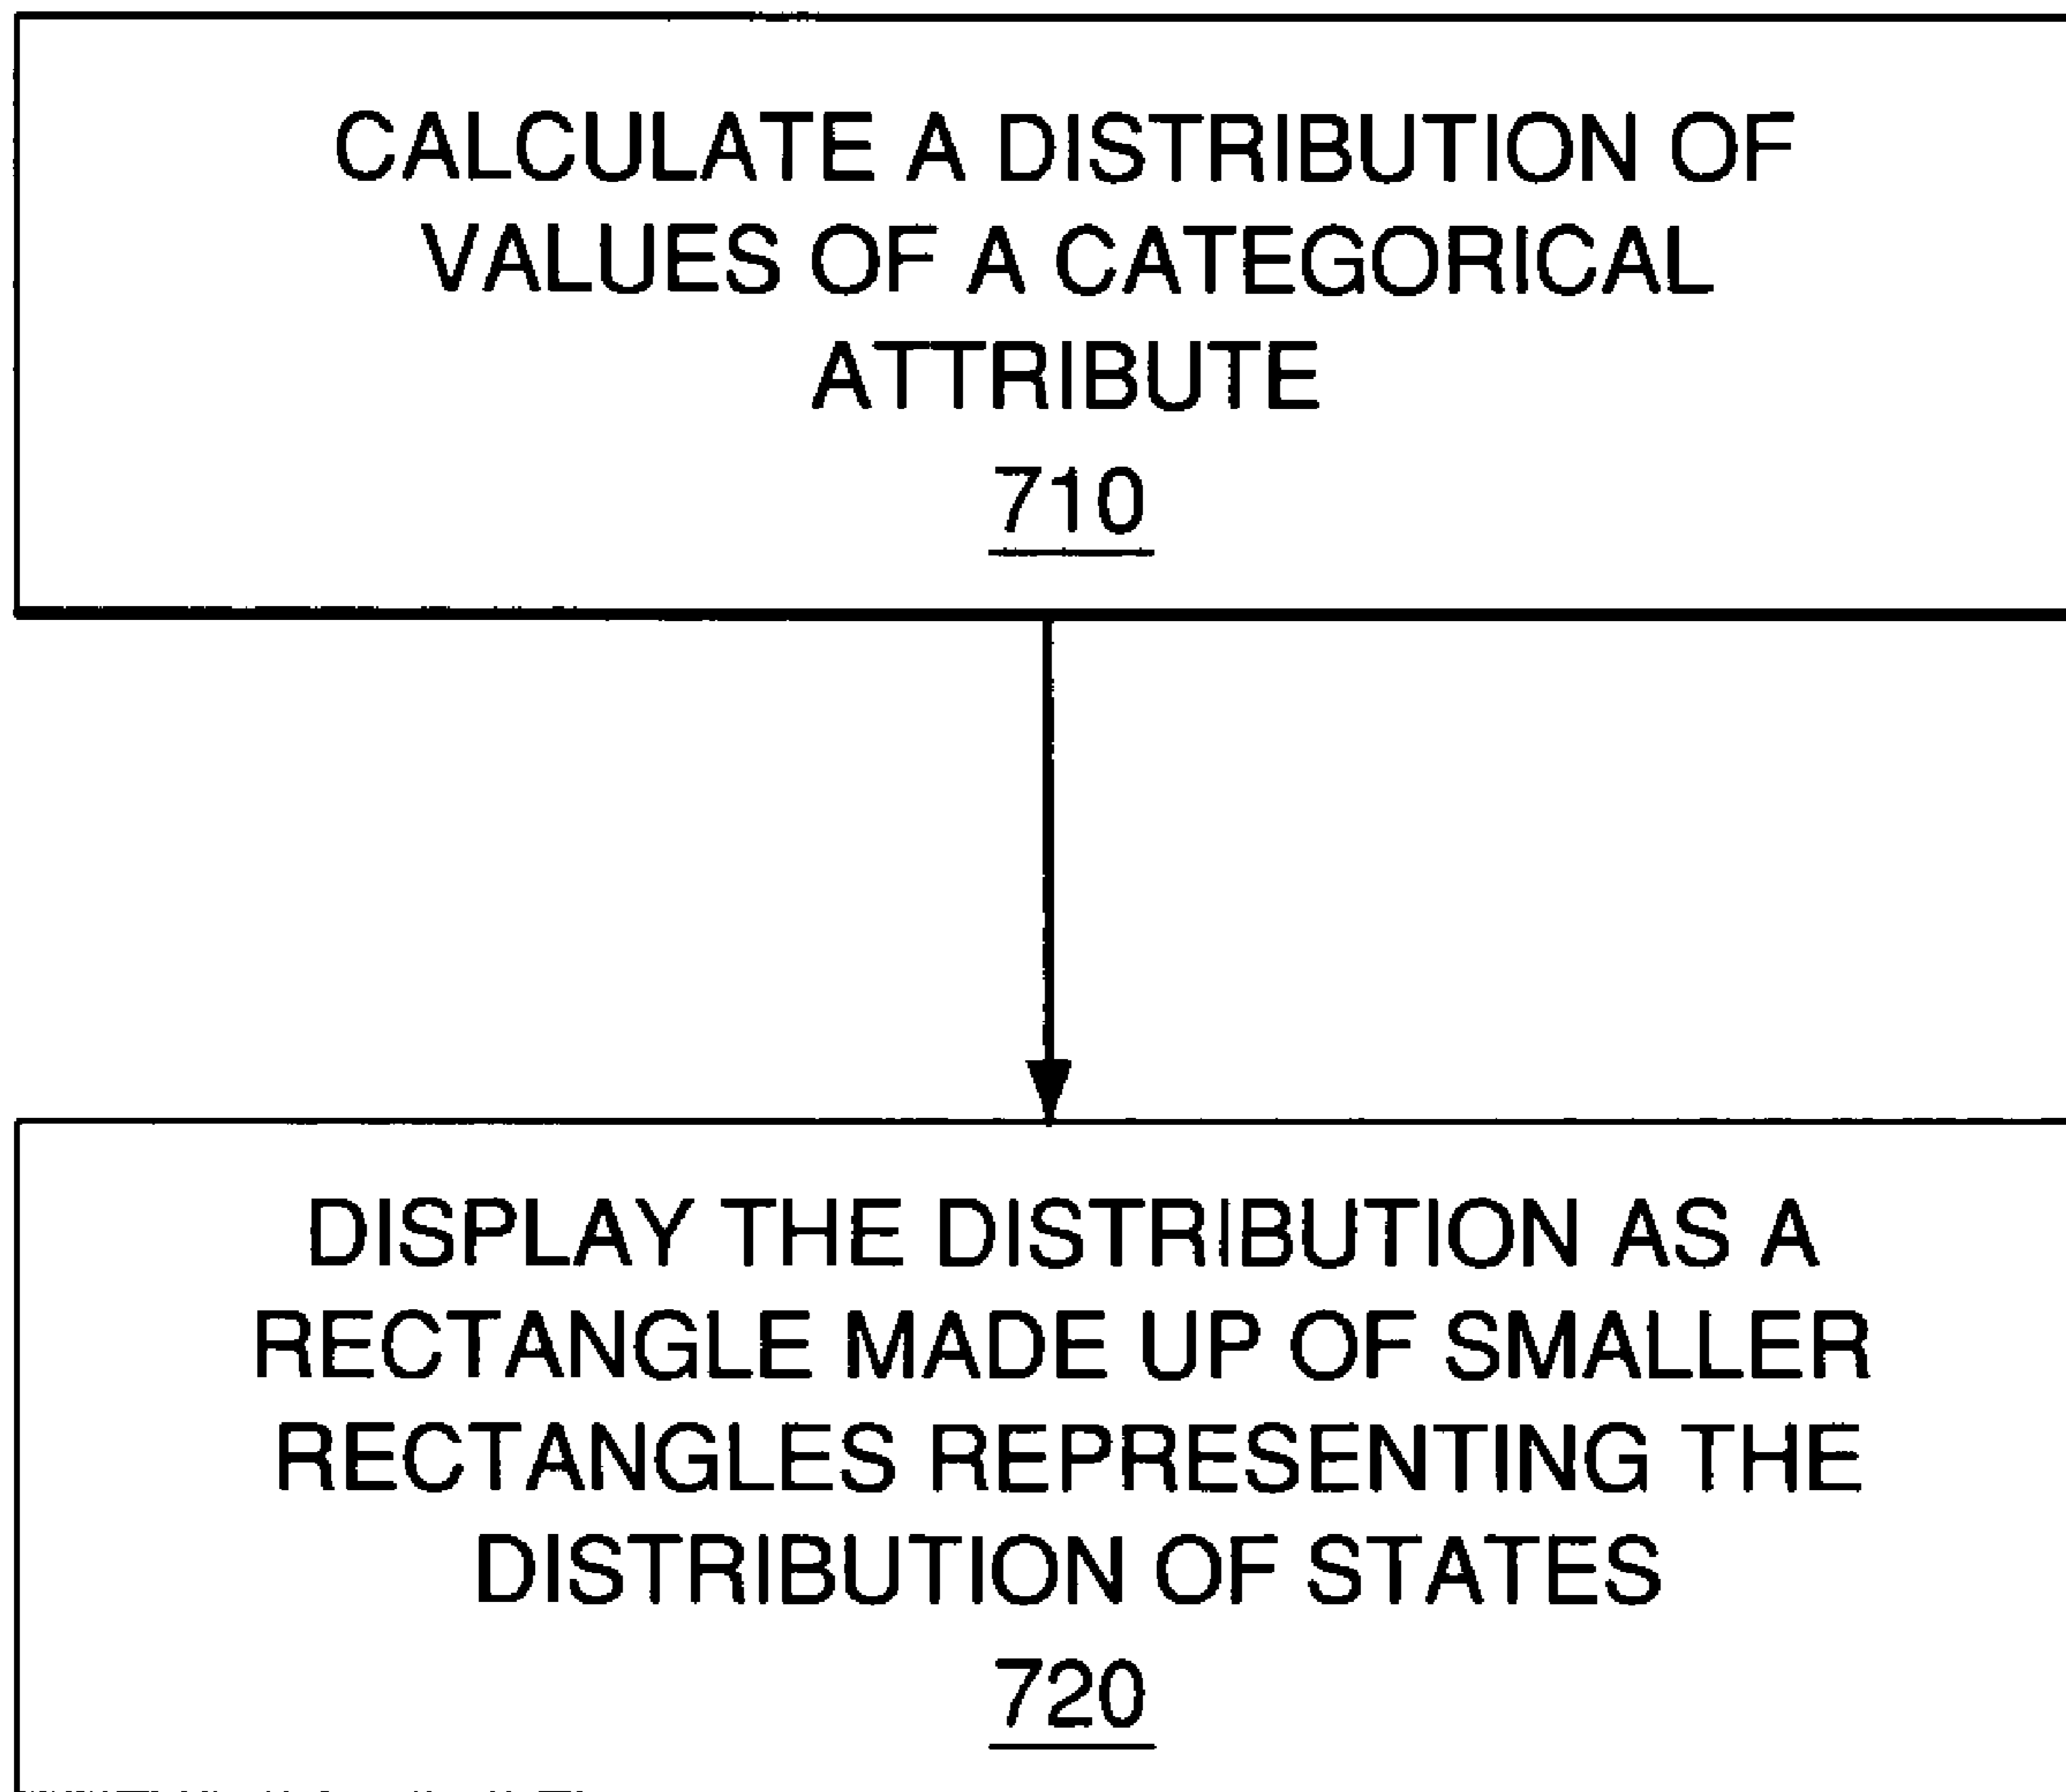 CALCULATE A DISTRIBUTION OF
VALUES OF A CATEGORICAL
ATTRIBUTE
710
DISPLAY THE DISTRIBUTION AS A
RECTANGLE MADE UP OF SMALLER
RECTANGLES REPRESENTING THE
DISTRIBUTION OF STATES
720